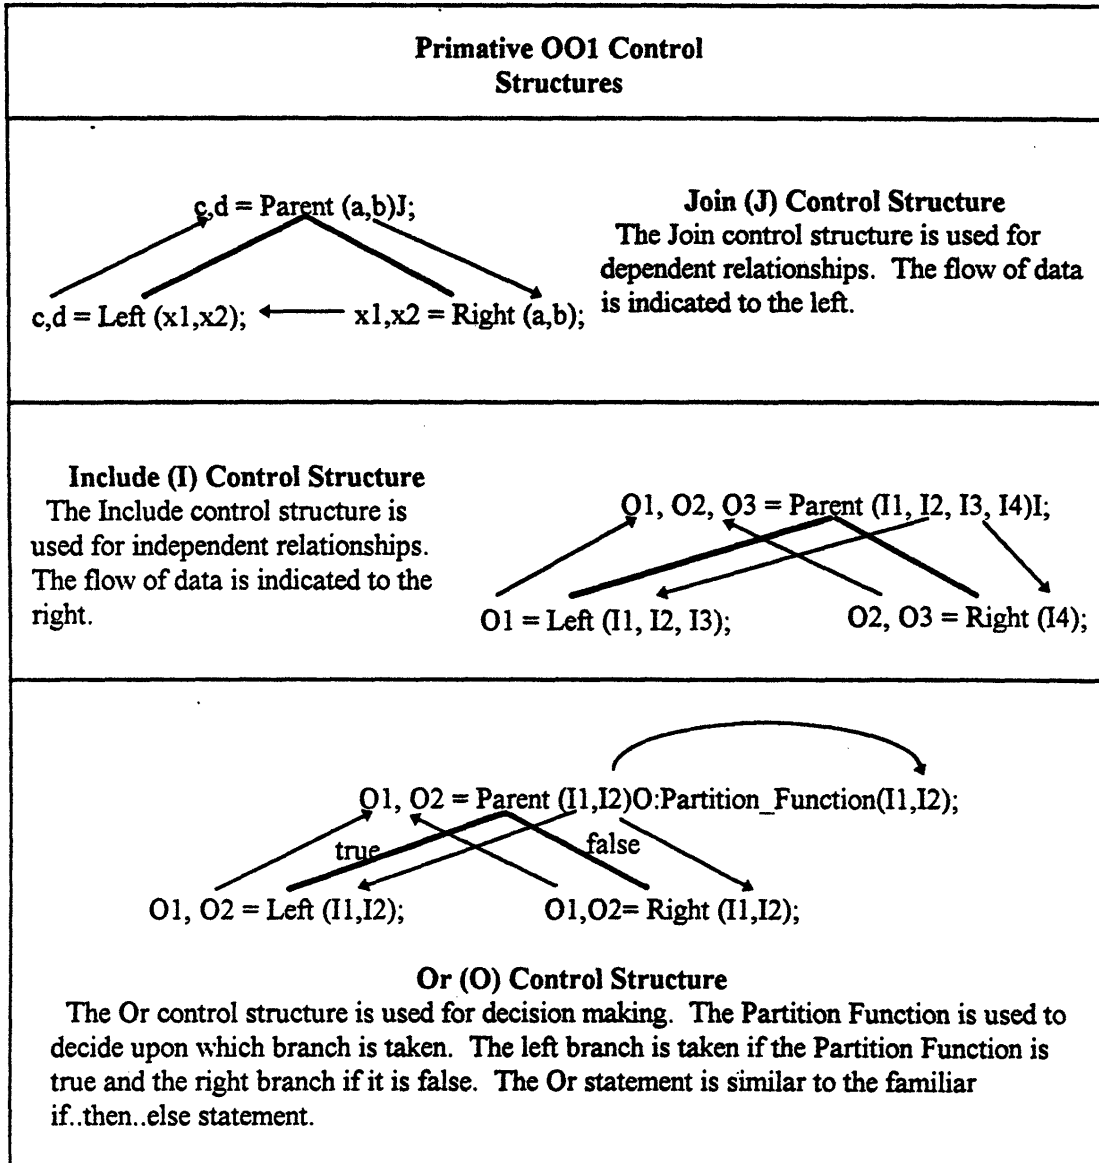 Primative OO1 Control
Structures
c,d = Parent (a,b)J;
c,d = Left (x1,x2);
x1,x2 = Right (a,b);
Join (J) Control Structure
The Join control structure is used for
dependent relationships. The flow of data
is indicated to the left.
Include (I) Control Structure
The Include control structure is
used for independent relationships.
The flow of data is indicated to the
right.
O1, O2, O3 = Parent (I1, I2, I3, I4)I;
O1 = Left (I1, I2, I3);
O2, O3 = Right (I4);
O1, O2 = Parent (I1,I2)O:Partition_Function(I1,I2);
true
false
O1, O2 = Left (I1,I2);
O1,O2= Right (I1,I2);
Or (O) Control Structure
The Or control structure is used for decision making. The Partition Function is used to
decide upon which branch is taken. The left branch is taken if the Partition Function is
true and the right branch if it is false. The Or statement is similar to the familiar
if..then..else statement.